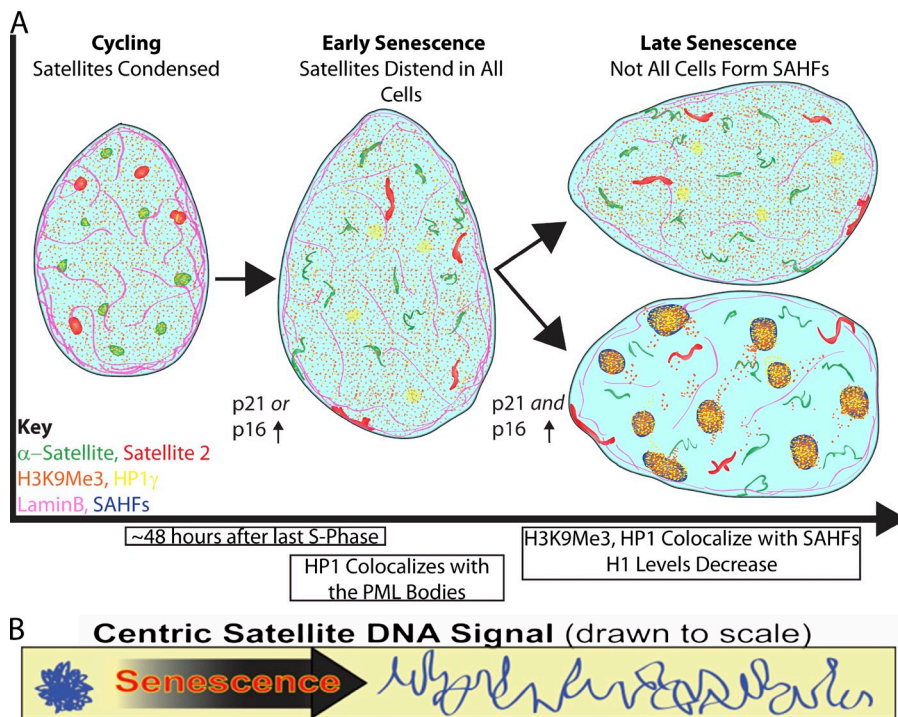 A
Cycling
Satellites Condensed
Early Senescence
Satellites Distend in All
Cells
Late Senescence
Not All Cells Form SAHFs
p21 or
p16 ↑
p21 and
p16 ↑
Key
α–Satellite, Satellite 2
H3K9Me3, HP1γ
LaminB, SAHFs
~48 hours after last S-Phase
HP1 Colocalizes with
the PML Bodies
H3K9Me3, HP1 Colocalize with SAHFs
H1 Levels Decrease
B
Centric Satellite DNA Signal (drawn to scale)
Senescence